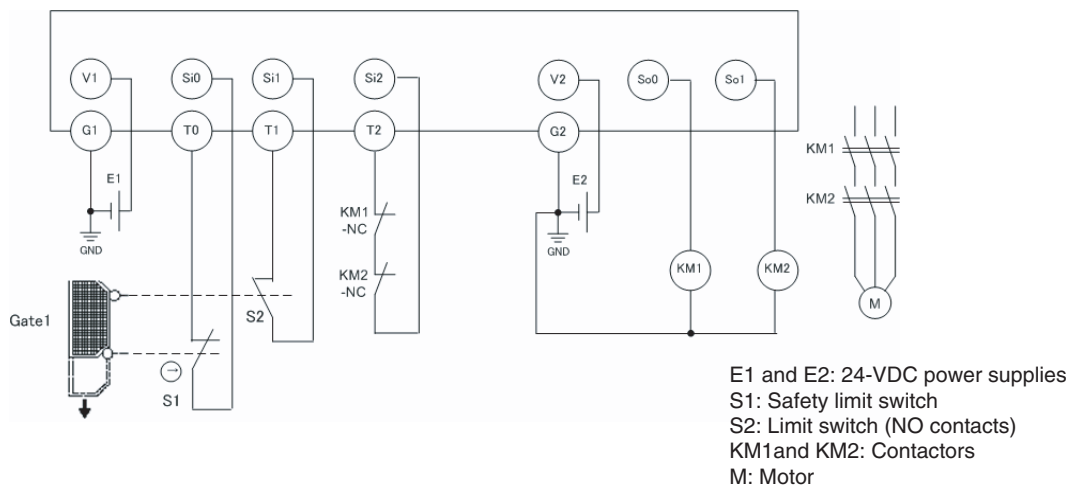 V1 Si0 Si1 Si2 V2 So0 So1
G1 T0 T1 T2 G2
KM1
E1 E2
KM2
KM1
-NC
GND GND
KM2
-NC
KM1 KM2
Gate1
S2
M
S1
E1 and E2: 24-VDC power supplies
S1: Safety limit switch
S2: Limit switch (NO contacts)
KM1and KM2: Contactors
M: Motor